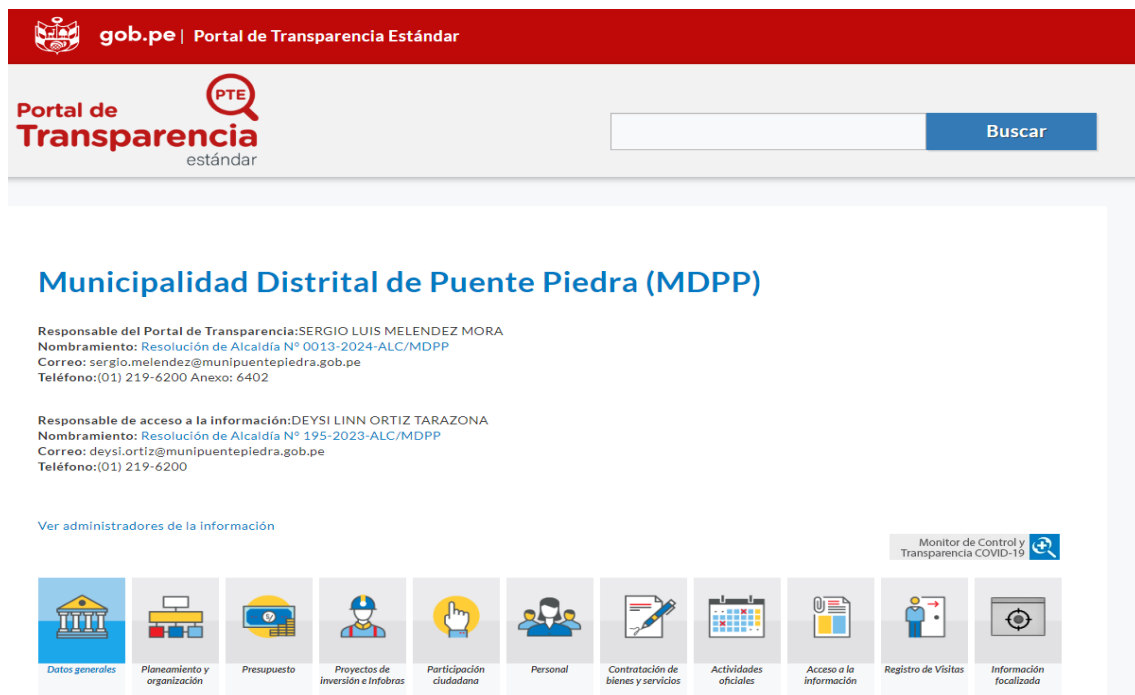 gob.pe | Portal de Transparencia Estándar
PTE
Portal de
Transparencia
estándar
Buscar
Municipalidad Distrital de Puente Piedra (MDPP)
Responsable del Portal de Transparencia:SERGIO LUIS MELENDEZ MORA
Nombramiento: Resolución de Alcaldía N° 0013-2024-ALC/MDPP
Correo: sergio.melendez@munipuentepiedra.gob.pe
Teléfono:(01) 219-6200 Anexo: 6402
Responsable de acceso a la información:DEYSI LINN ORTIZ TARAZONA
Nombramiento: Resolución de Alcaldía N° 195-2023-ALC/MDPP
Correo: deysi.ortiz@munipuentepiedra.gob.pe
Teléfono:(01) 219-6200
Ver administradores de la información
Monitor de Control y
Transparencia COVID-19
Datos generales
Planeamiento y
organización
Presupuesto
Proyectos de
inversión e Infobras
Participación
ciudadana
Personal
Contratación de
bienes y servicios
Actividades
oficiales
Acceso a la
información
Registro de Visitas
Información
focalizada